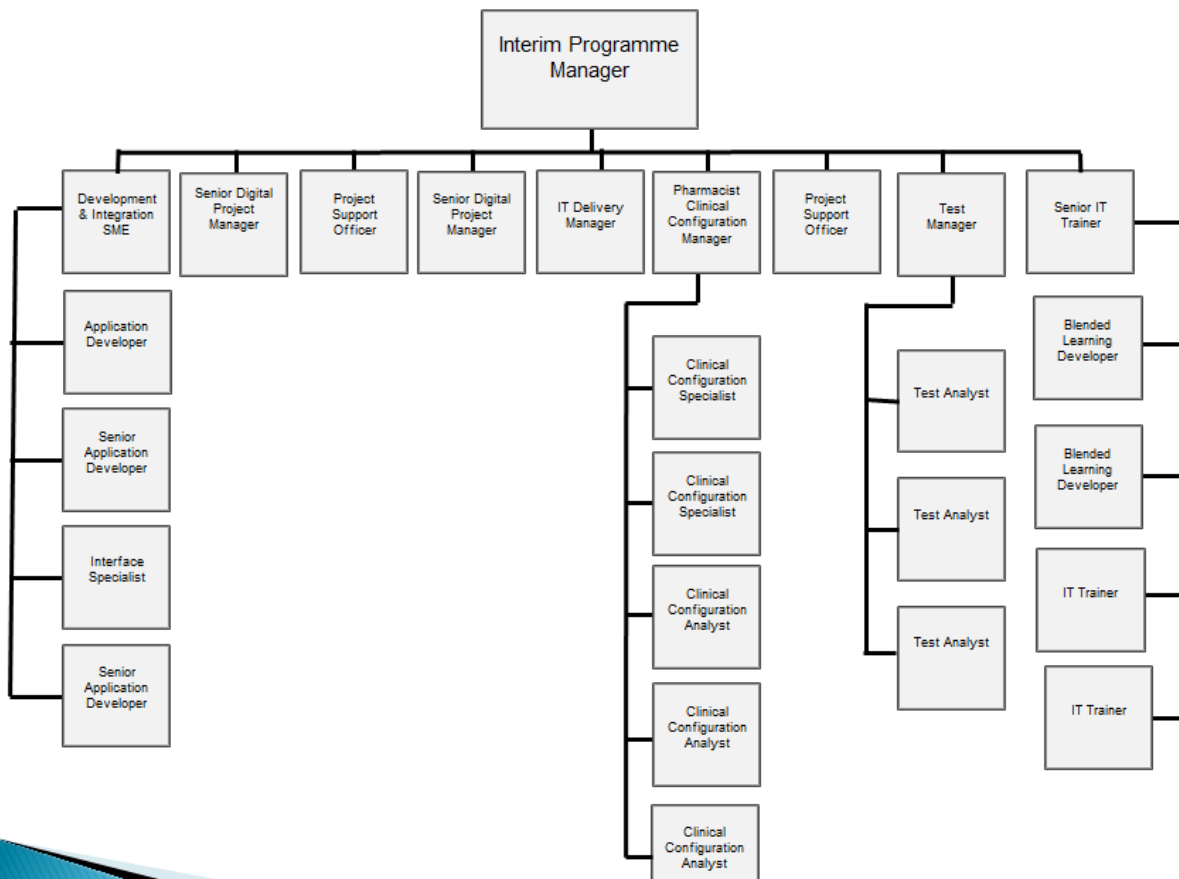 Interim Programme
Manager
Development
& Integration
SME
Senior Digital
Project
Manager
Project
Support
Officer
Senior Digital
Project
Manager
IT Delivery
Manager
Pharmacist
Clinical
Configuration
Manager
Project
Support
Officer
Test
Manager
Senior IT
Trainer
Application
Developer
Senior
Application
Developer
Interface
Specialist
Senior
Application
Developer
Clinical
Configuration
Specialist
Clinical
Configuration
Specialist
Clinical
Configuration
Analyst
Clinical
Configuration
Analyst
Clinical
Configuration
Analyst
Test Analyst
Test Analyst
Test Analyst
Blended
Learning
Developer
Blended
Learning
Developer
IT Trainer
IT Trainer